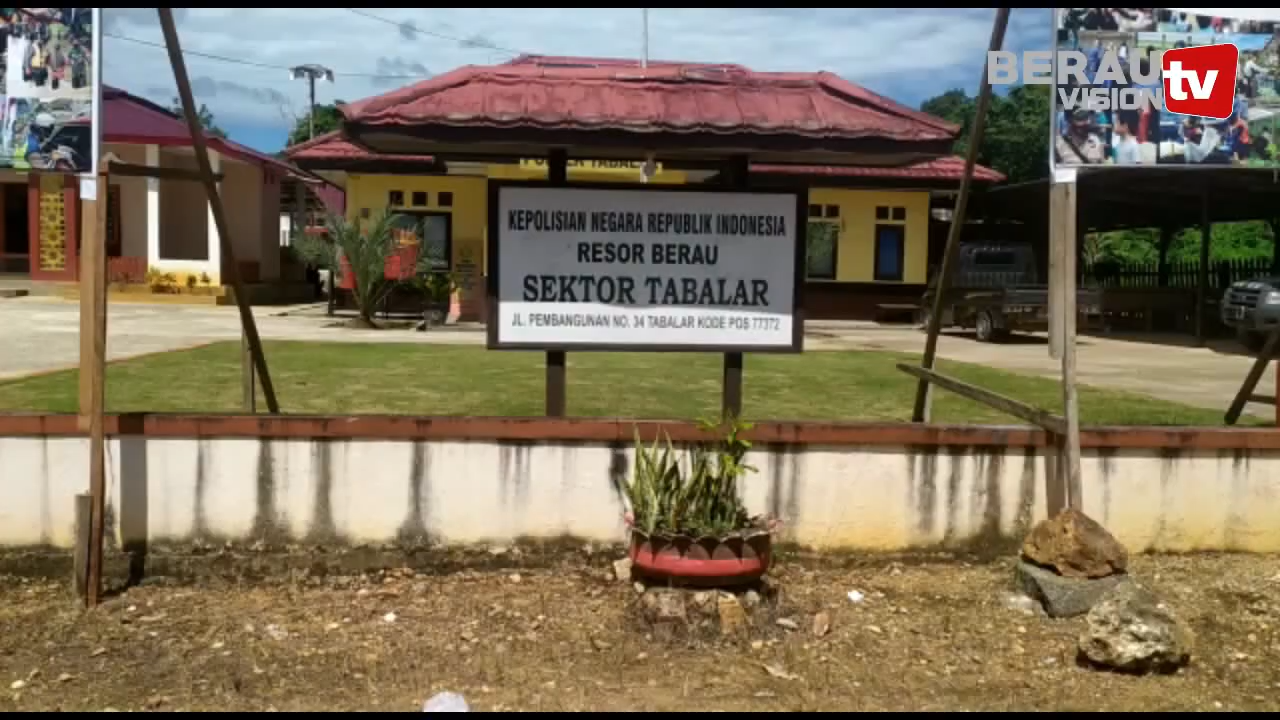 BERAU
VISION tv
KEPOLISIAN NEGARA REPUBLIK INDONESIA
RESOR BERAU
SEKTOR TABALAR
JL. PEMBANGUNAN NO. 34 TABALAR KODE POS 77372